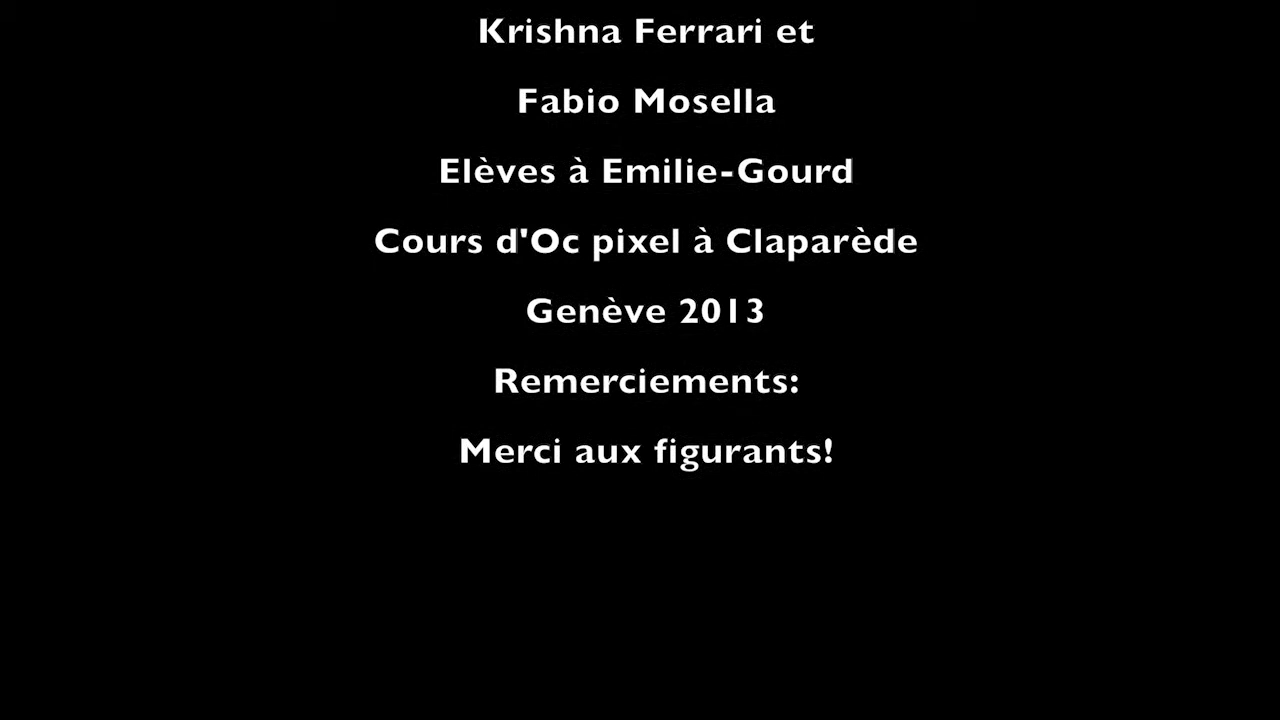 Krishna Ferrari et
Fabio Mosella
Elèves à Emilie-Gourd
Cours d'Oc pixel à Claparède
Genève 2013
Remerciements:
Merci aux figurants!